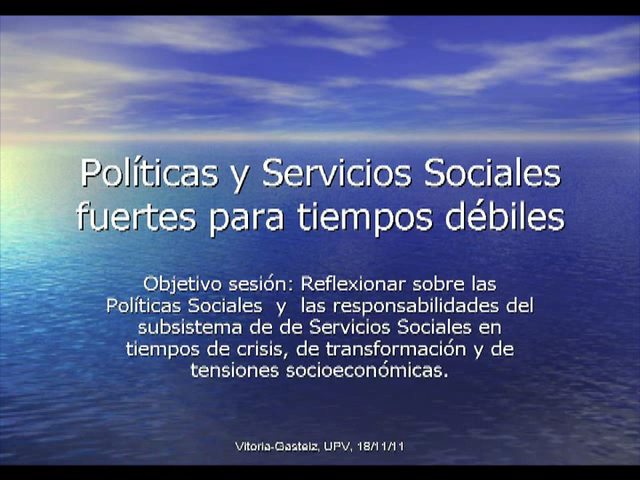 Políticas y Servicios Sociales
fuertes para tiempos débiles
Objetivo sesión: Reflexionar sobre las
Políticas Sociales y las responsabilidades del
subsistema de de Servicios Sociales en
tiempos de crisis, de transformación y de
tensiones socioeconómicas.
Vitoria-Gasteiz, UPV, 18/11/11